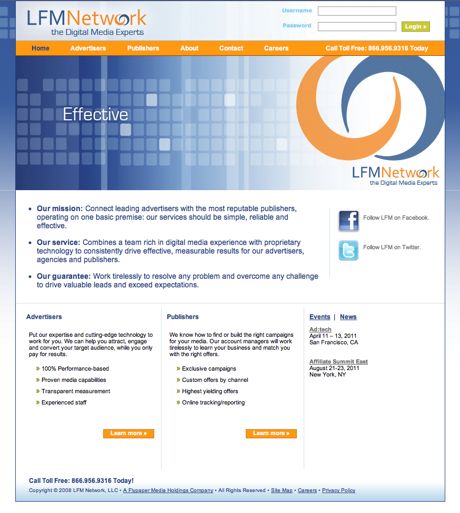 LFMNetwork
the Digital Media Experts
Username
Password
Login »
Home Advertisers Publishers About Contact Careers Call Toll Free: 866.956.9316 Today
Effective
LFMNetwork
the Digital Media Experts
• Our mission: Connect leading advertisers with the most reputable publishers,
operating on one basic premise: our services should be simple, reliable and
effective.
• Our service: Combines a team rich in digital media experience with proprietary
technology to consistently drive effective, measurable results for our advertisers,
agencies and publishers.
• Our guarantee: Work tirelessly to resolve any problem and overcome any challenge
to drive valuable leads and exceed expectations.
Follow LFM on Facebook.
Follow LFM on Twitter.
Advertisers
Put our expertise and cutting-edge technology to
work for you. We can help you attract, engage
and convert your target audience, while you only
pay for results.
» 100% Performance-based
» Proven media capabilities
» Transparent measurement
» Experienced staff
Learn more »
Publishers
We know how to find or build the right campaigns
for your media. Our account managers will work
tirelessly to learn your business and match you
with the right offers.
» Exclusive campaigns
» Custom offers by channel
» Highest yielding offers
» Online tracking/reporting
Learn more »
Events | News
Ad:tech
April 11 – 13, 2011
San Francisco, CA
Affiliate Summit East
August 21-23, 2011
New York, NY
Call Toll Free: 866.956.9316 Today!
Copyright © 2008 LFM Network, LLC • A Flypaper Media Holdings Company • All Rights Reserved • Site Map • Careers • Privacy Policy